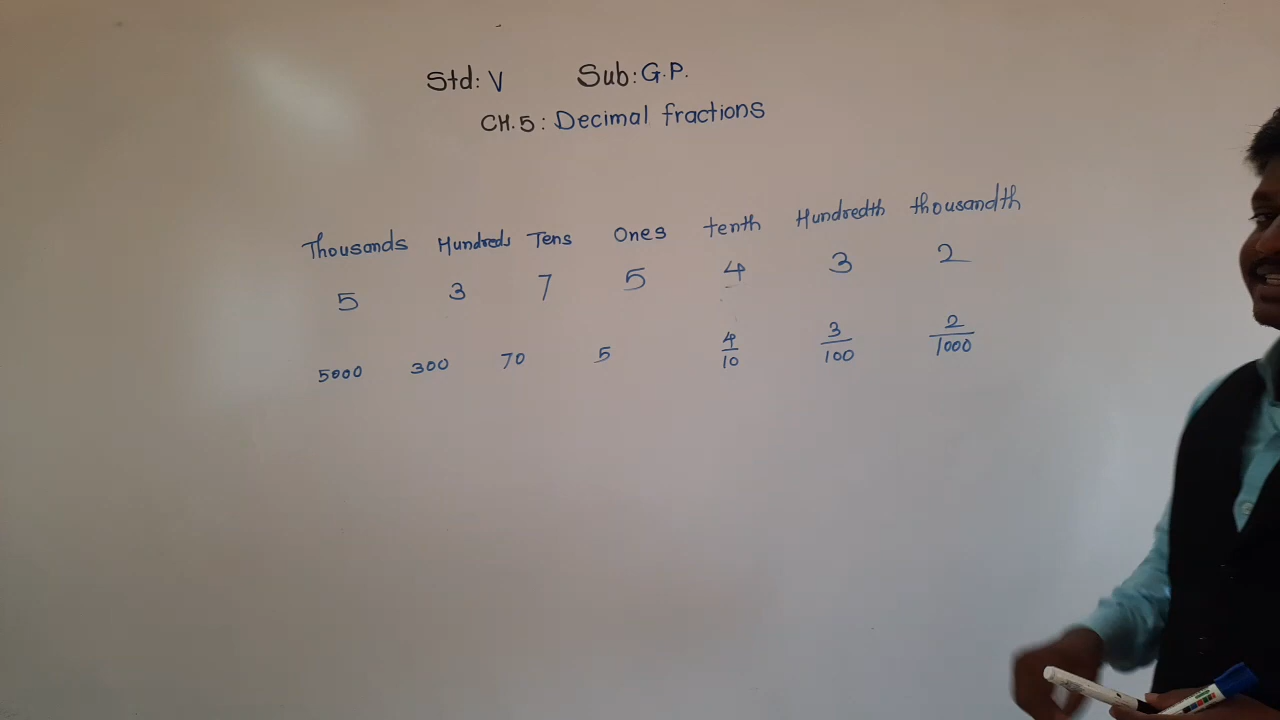 Std: V Sub: G.P.
CH.5: Decimal fractions
Thousands Hundreds Tens Ones tenth Hundredth thousandth
5 3 7 5 4 3 2
5000 300 70 5 4/10 3/100 2/1000